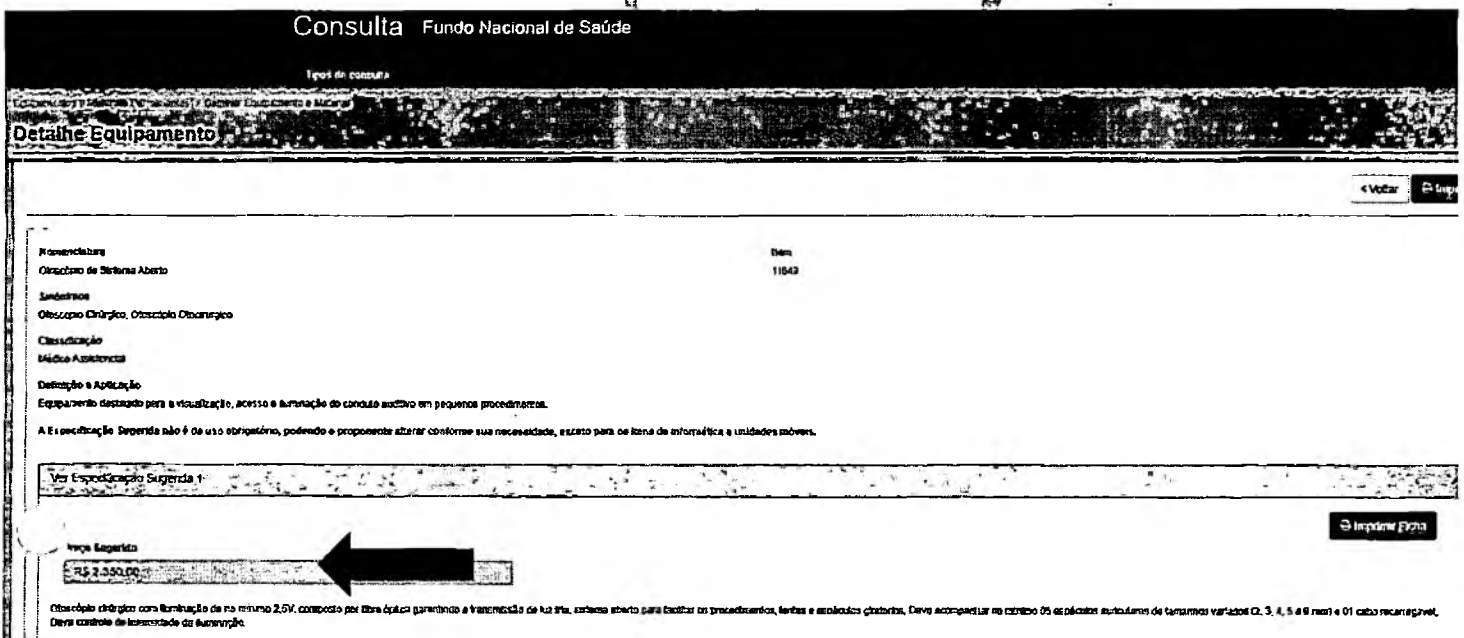 Consulta Fundo Nacional de Saúde
Tipos de consulta
Detalhe Equipamento
< Voltar
Nomenclatura
Otoscópio de Sistema Aberto
Item
11643
Sinônimos
Otoscópio Cirúrgico, Otoscópio Otocirúrgico
Classificação
Médico Assistencial
Definição e Aplicação
Equipamento destinado para a visualização, acesso e iluminação do conduto auditivo em pequenos procedimentos.
A Especificação Sugerida não é de uso obrigatório, podendo o proponente alterar conforme sua necessidade, exceto para os itens de informática e unidades móveis.
Ver Especificação Sugerida 1
Imprimir Ficha
Preço Sugerido
R$ 2.350,00
Otoscópio cirúrgico com iluminação de no mínimo 2,5V, composto por fibra óptica garantindo a transmissão de luz fria, sistema aberto para facilitar os procedimentos, lentes e espéculos giratórios. Deve acompanhar no mínimo 05 espéculos auriculares de tamanhos variados (2, 3, 4, 5 e 9 mm) e 01 cabo recarregável.
Deve controle de intensidade da iluminação.